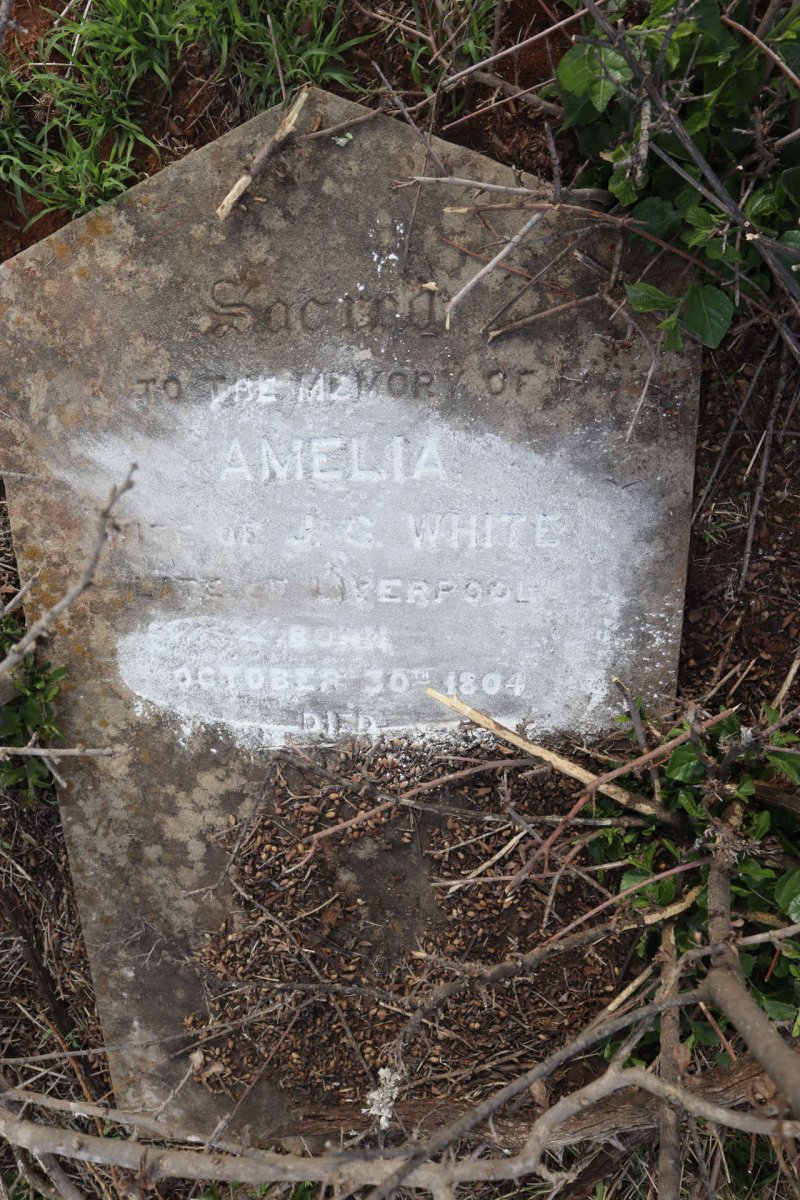 Sacred
TO THE MEMORY OF
AMELIA
WIFE OF J. G. WHITE
LATE OF LIVERPOOL
BORN
OCTOBER 30TH 1804
DIED